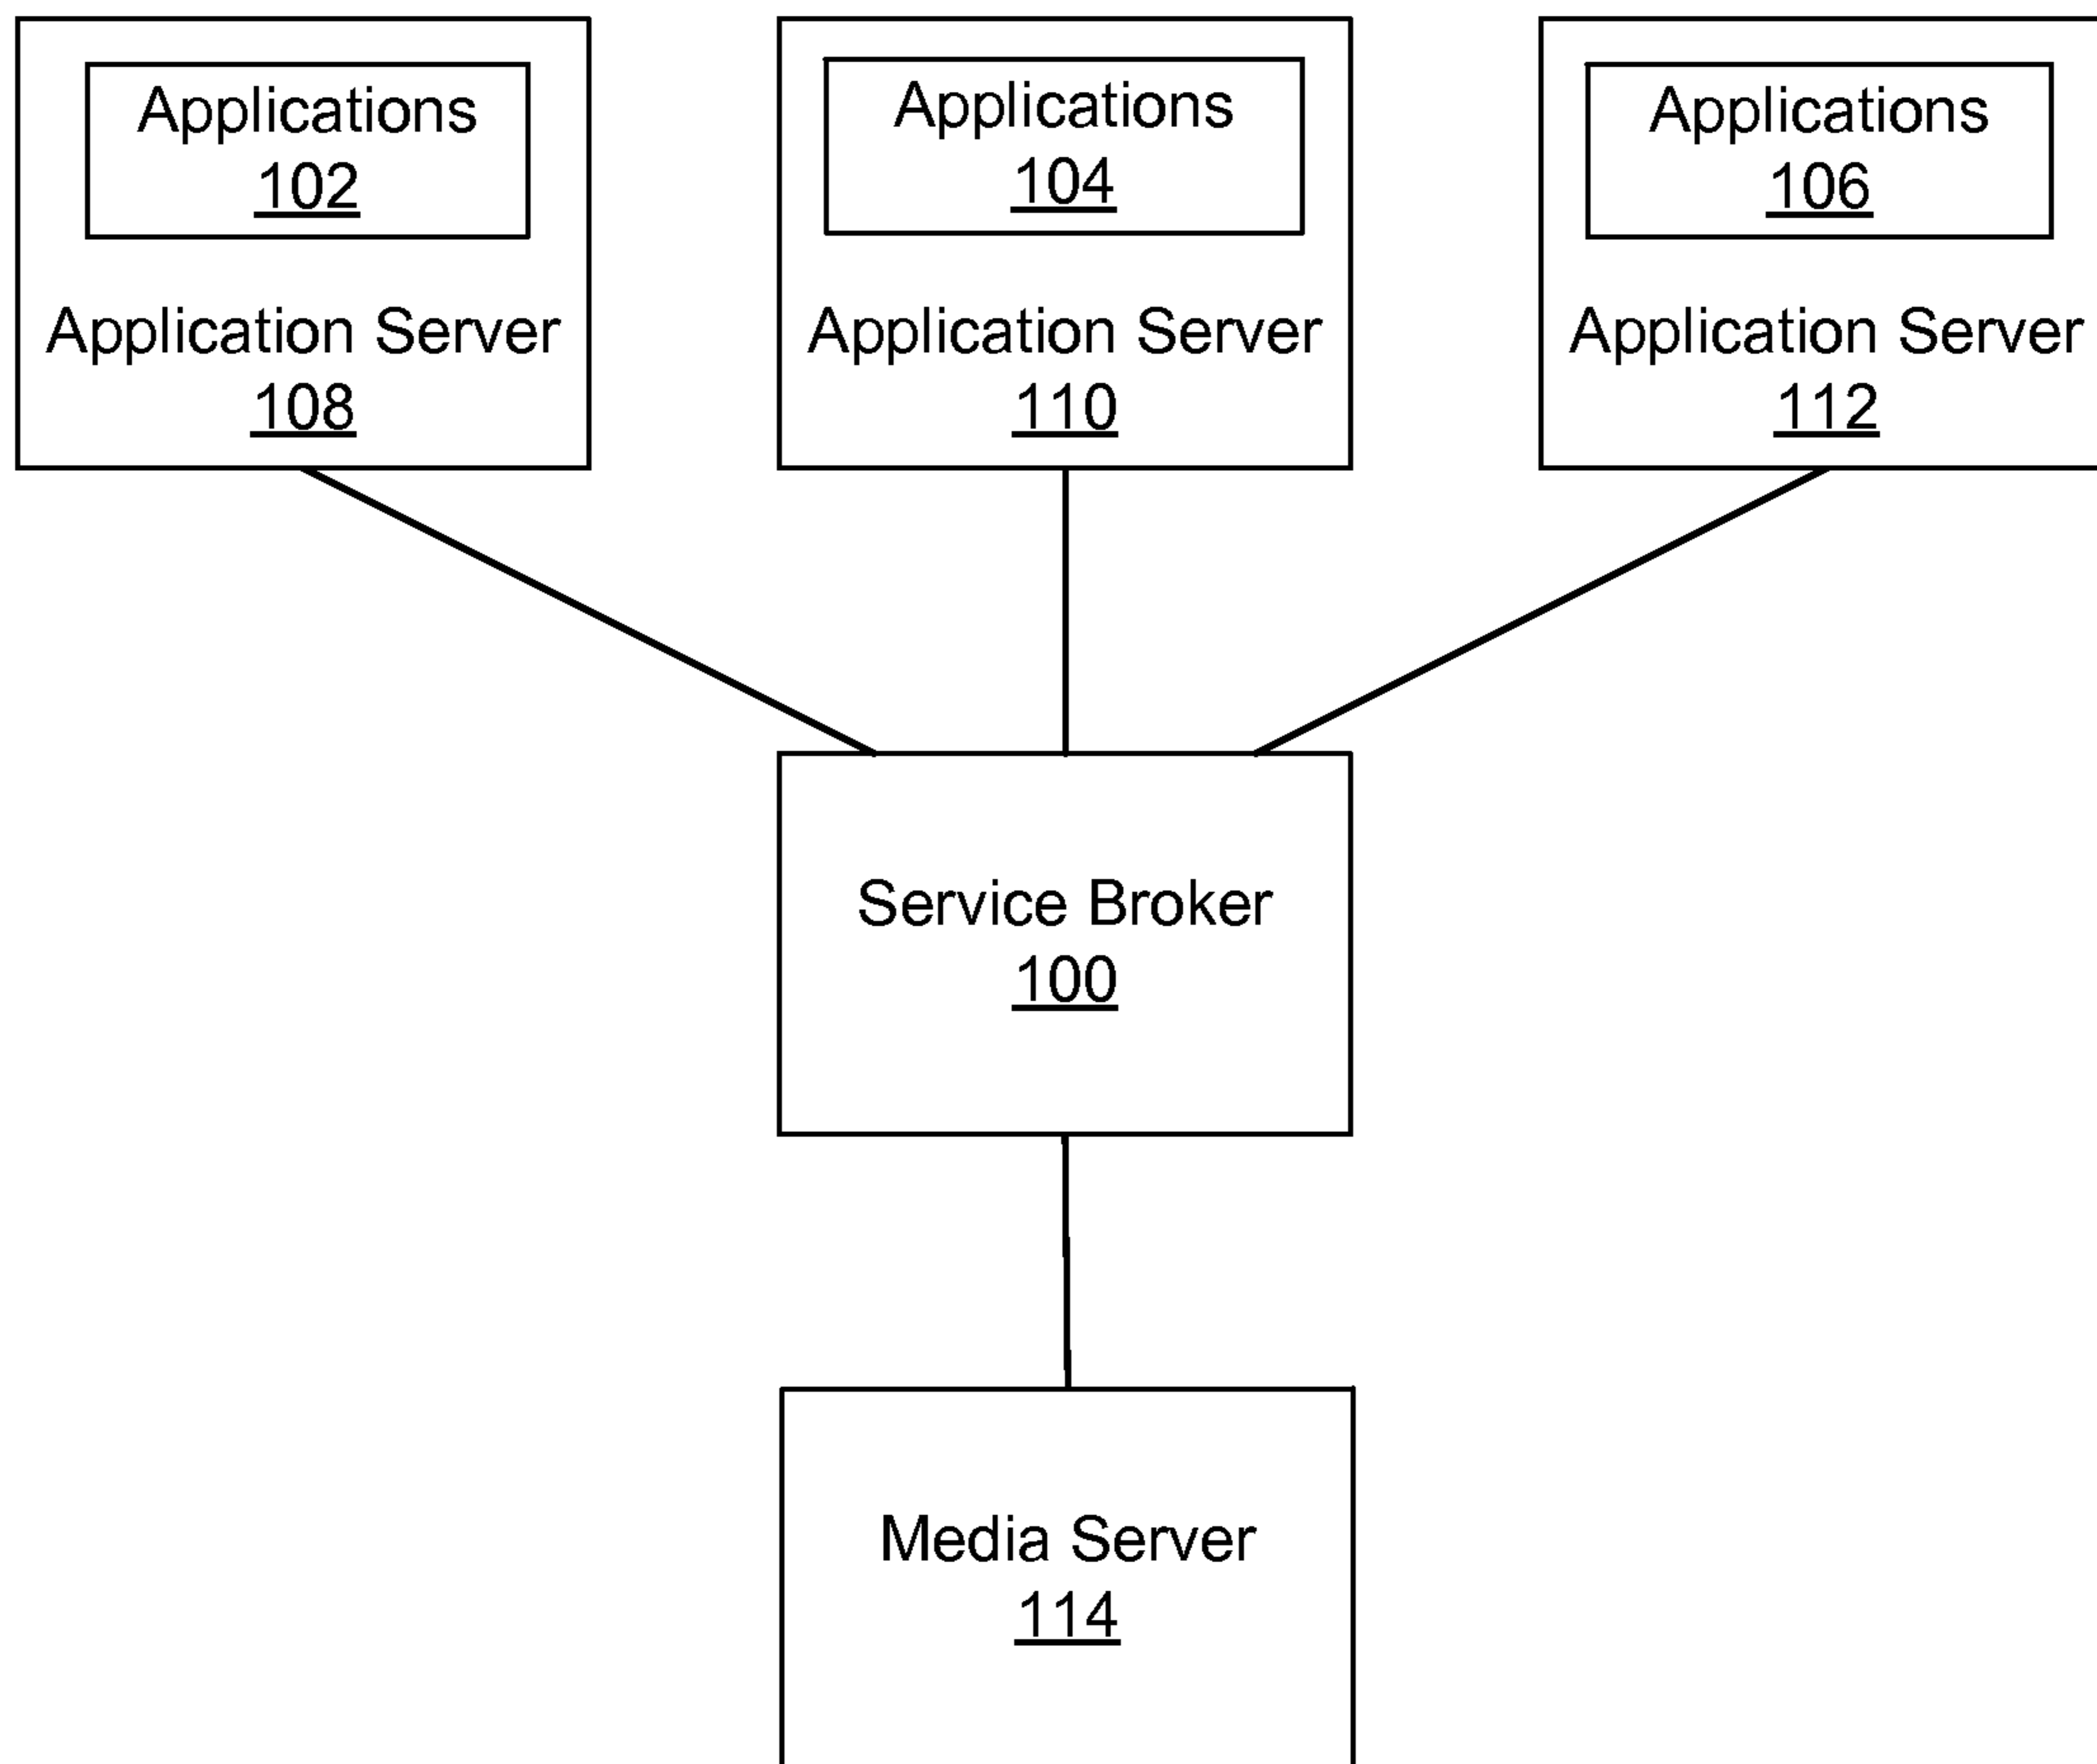 Applications
102
Application Server
108
Applications
104
Application Server
110
Applications
106
Application Server
112
Service Broker
100
Media Server
114